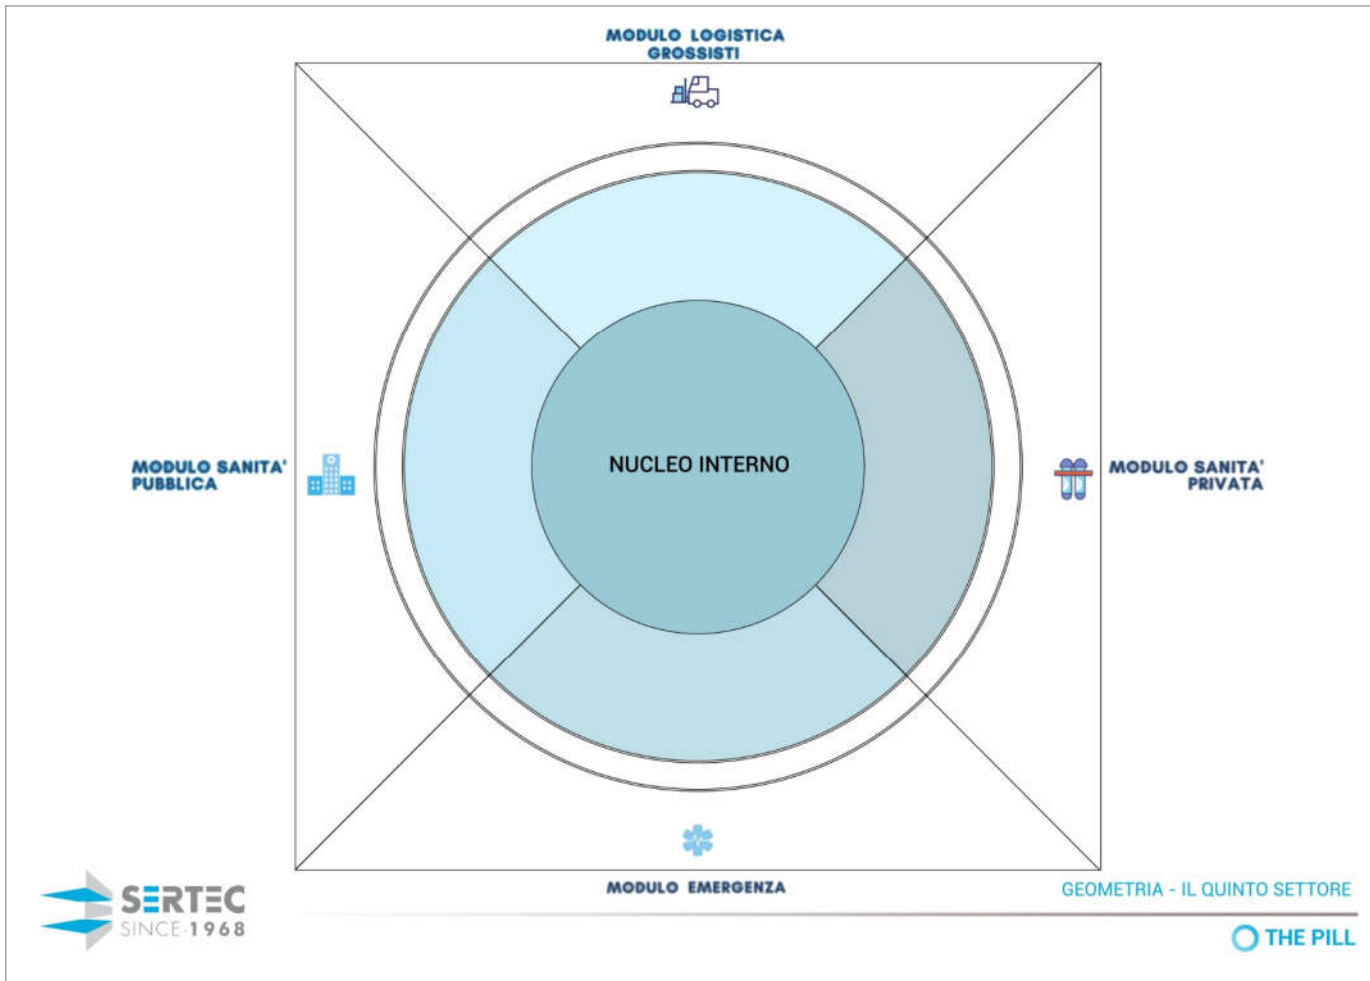 MODULO LOGISTICA
GROSSISTI
NUCLEO INTERNO
MODULO SANITA'
PUBBLICA
MODULO SANITA'
PRIVATA
MODULO EMERGENZA
GEOMETRIA - IL QUINTO SETTORE
SERTEC
SINCE-1968
THE PILL